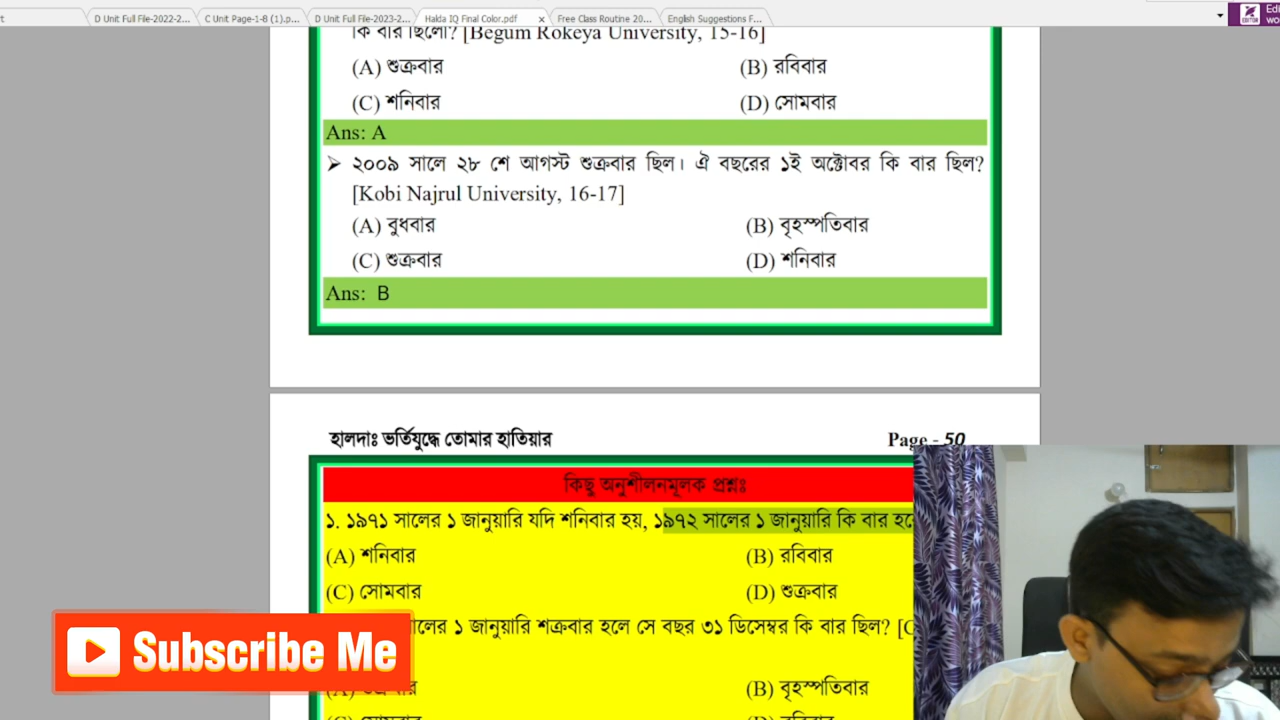 D Unit Full File-2022-2...
C Unit Page-1-8 (1).p...
D Unit Full File-2023-2...
Halda IQ Final Color.pdf
Free Class Routine 20...
English Suggestions F...
EDITOR
কি বার ছিলো? [Begum Rokeya University, 15-16]
(A) শুক্রবার (B) রবিবার
(C) শনিবার (D) সোমবার
Ans: A
➢ ২০০৯ সালে ২৮ শে আগস্ট শুক্রবার ছিল। ঐ বছরের ১ই অক্টোবর কি বার ছিল?
[Kobi Najrul University, 16-17]
(A) বুধবার (B) বৃহস্পতিবার
(C) শুক্রবার (D) শনিবার
Ans: B
হালদাঃ ভর্তিযুদ্ধে তোমার হাতিয়ার Page - 50
কিছু অনুশীলনমূলক প্রশ্নঃ
১. ১৯৭১ সালের ১ জানুয়ারি যদি শনিবার হয়, ১৯৭২ সালের ১ জানুয়ারি কি বার
(A) শনিবার (B) রবিবার
(C) সোমবার (D) শুক্রবার
১ জানুয়ারি শক্রবার হলে সে বছর ৩১ ডিসেম্বর কি বার ছিল?
Subscribe Me
(B) বৃহস্পতিবার